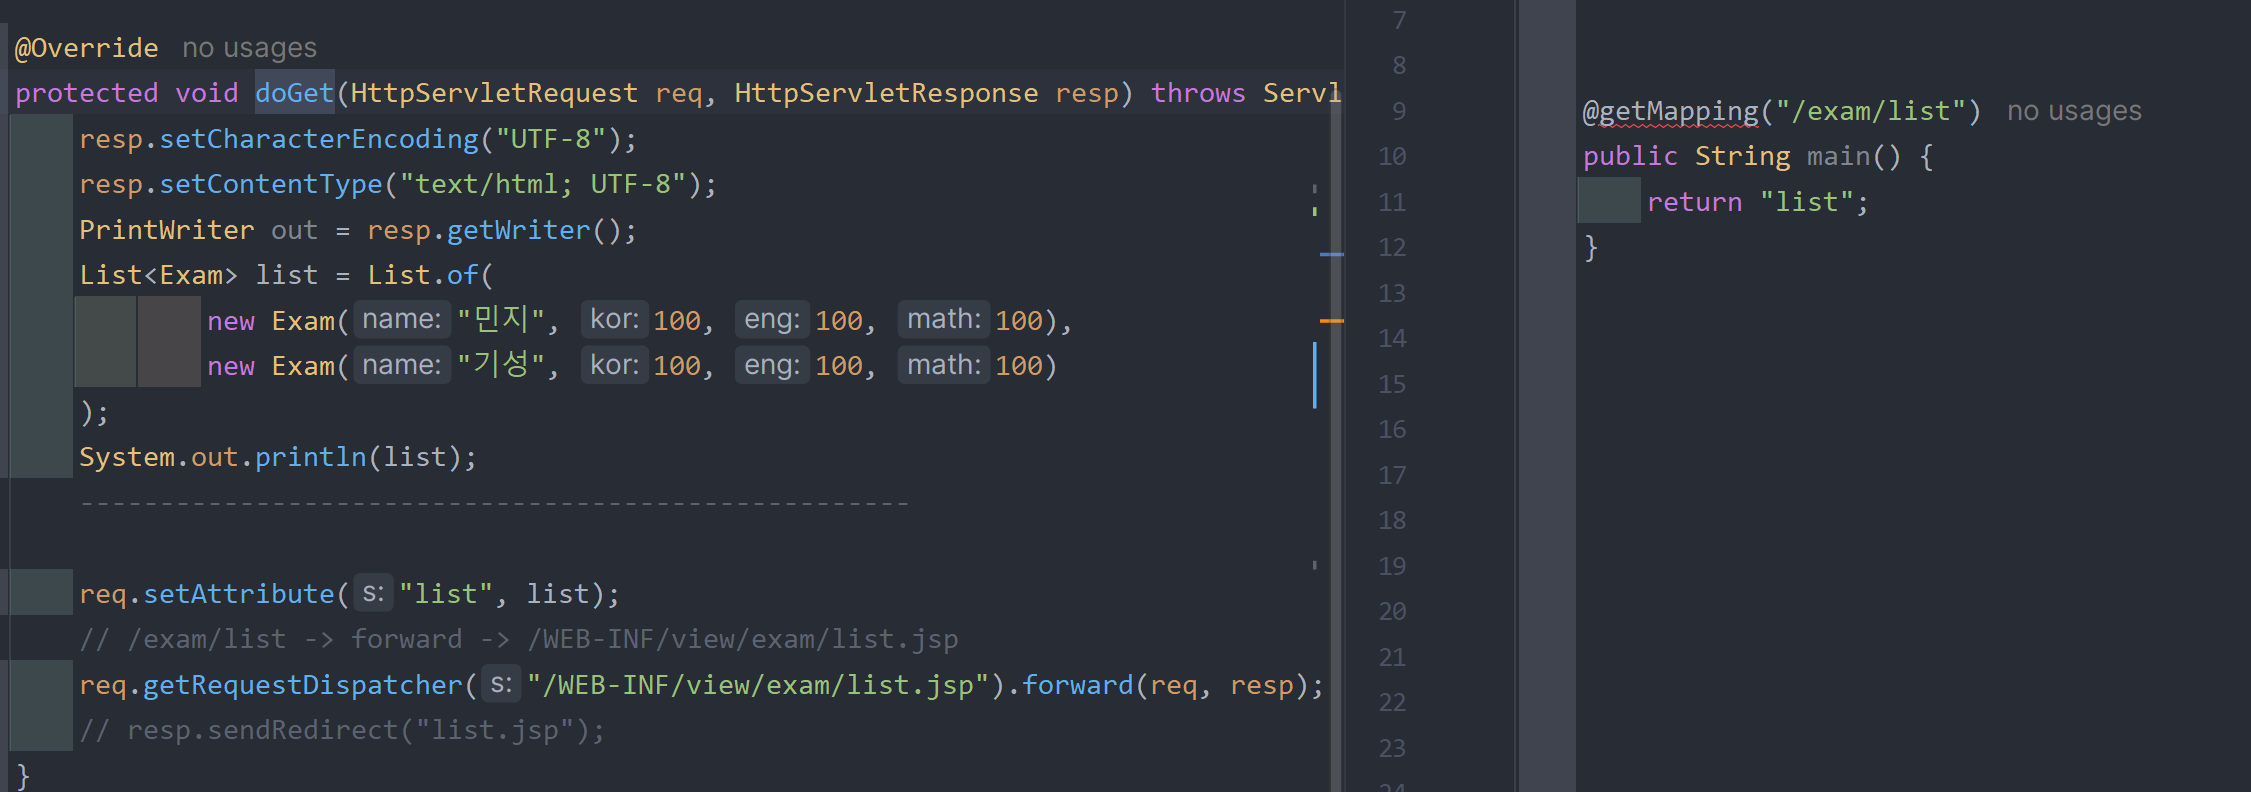 @Override no usages
protected void doGet(HttpServletRequest req, HttpServletResponse resp) throws Servl
resp.setCharacterEncoding("UTF-8");
resp.setContentType("text/html; UTF-8");
PrintWriter out = resp.getWriter();
List<Exam> list = List.of(
new Exam( name: "민지", kor: 100, eng: 100, math: 100),
new Exam( name: "기성", kor: 100, eng: 100, math: 100)
);
System.out.println(list);
----------------------------------------------------
req.setAttribute( s: "list", list);
// /exam/list -> forward -> /WEB-INF/view/exam/list.jsp
req.getRequestDispatcher( s: "/WEB-INF/view/exam/list.jsp").forward(req, resp);
// resp.sendRedirect("list.jsp");
}
7
8
9 @getMapping("/exam/list") no usages
10 public String main() {
11 return "list";
12 }
13
14
15
16
17
18
19
20
21
22
23
24